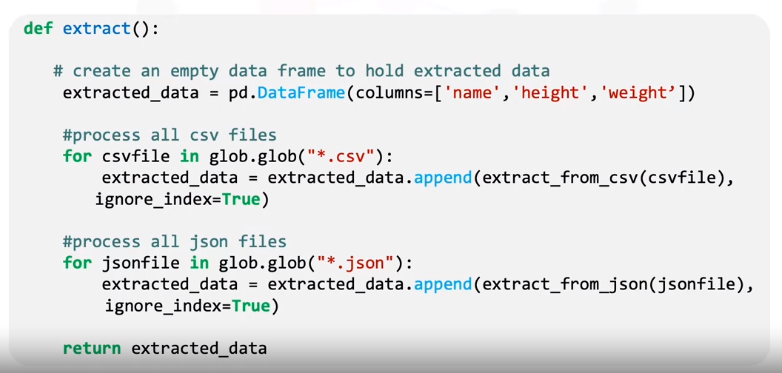 def extract():
# create an empty data frame to hold extracted data
extracted_data = pd.DataFrame(columns=['name','height','weight’])
#process all csv files
for csvfile in glob.glob("*.csv"):
extracted_data = extracted_data.append(extract_from_csv(csvfile),
ignore_index=True)
#process all json files
for jsonfile in glob.glob("*.json"):
extracted_data = extracted_data.append(extract_from_json(jsonfile),
ignore_index=True)
return extracted_data